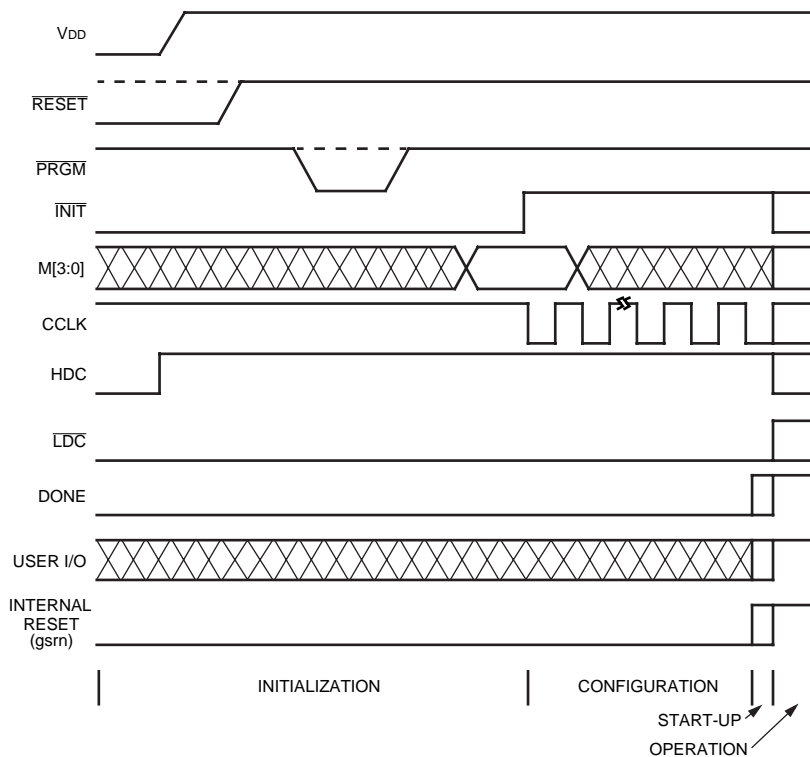 VDD
RESET
PRGM
INIT
M[3:0]
CCLK
HDC
LDC
DONE
USER I/O
INTERNAL
RESET
(gsrn)
INITIALIZATION
CONFIGURATION
START-UP
OPERATION